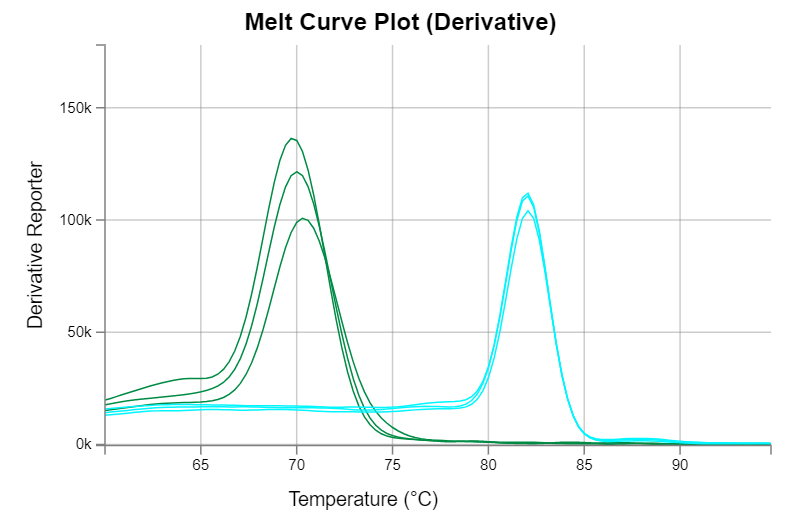 Melt Curve Plot (Derivative)
150k
100k
50k
0k
Derivative Reporter
65 70 75 80 85 90
Temperature (°C)